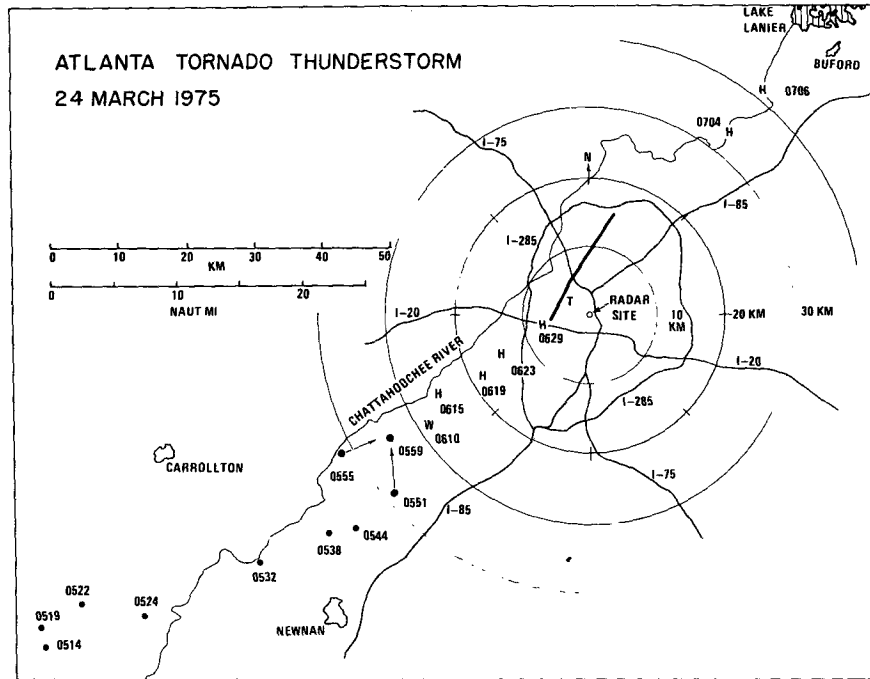 ATLANTA TORNADO THUNDERSTORM
24 MARCH 1975
LAKE
LANIER
BUFORD
H 0706
0704 H
I-75
N
I-85
I-285
0 10 20 30 40 50
KM
0 10 20
NAUT MI
T
RADAR
SITE
10
KM
20 KM
30 KM
I-20
H
0629
I-20
CHATTAHOOCHEE RIVER
H
0623
H
0619
H
0615
I-285
W
0610
0559
0555
CARROLLTON
I-75
0551
I-85
0544
0538
0532
0522
0524
0519
0514
NEWNAN